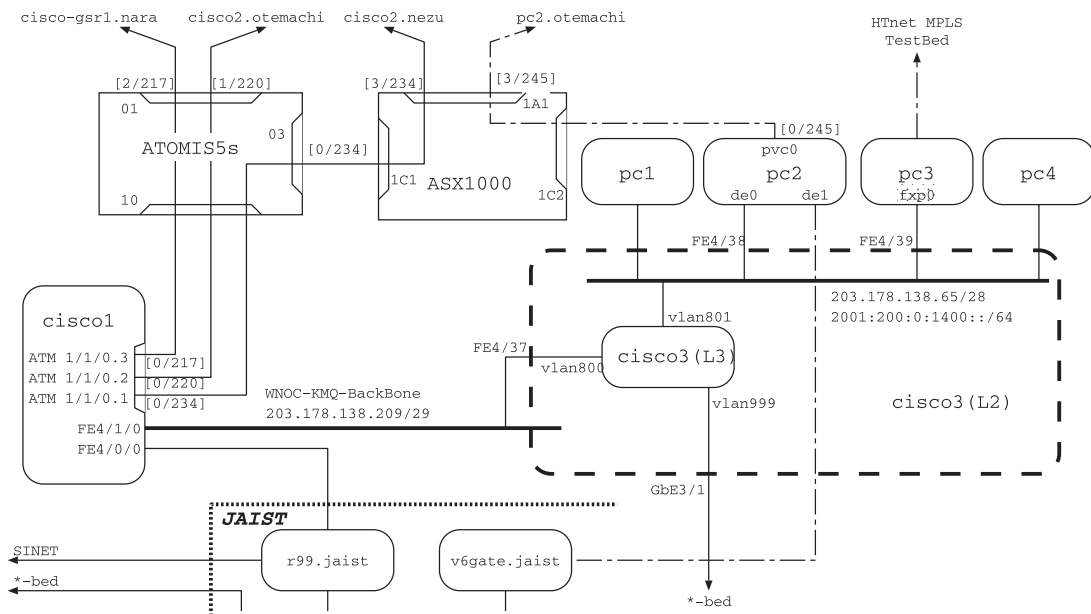 cisco-gsr1.nara
cisco2.otemachi
cisco2.nezu
pc2.otemachi
HTnet MPLS
TestBed
[2/217]
[1/220]
[3/234]
[3/245]
01
03
ATOMIS5s
10
[0/234]
1A1
1C1
ASX1000
1C2
[0/245]
pvc0
pc1
pc2
de0
de1
pc3
fxp0
pc4
FE4/38
FE4/39
203.178.138.65/28
2001:200:0:1400::/64
cisco1
ATM 1/1/0.3
ATM 1/1/0.2
ATM 1/1/0.1
[0/217]
[0/220]
[0/234]
FE4/1/0
FE4/0/0
WNOC-KMQ-BackBone
203.178.138.209/29
FE4/37
vlan801
vlan800
cisco3(L3)
vlan999
cisco3(L2)
GbE3/1
JAIST
SINET
r99.jaist
v6gate.jaist
*-bed
*-bed